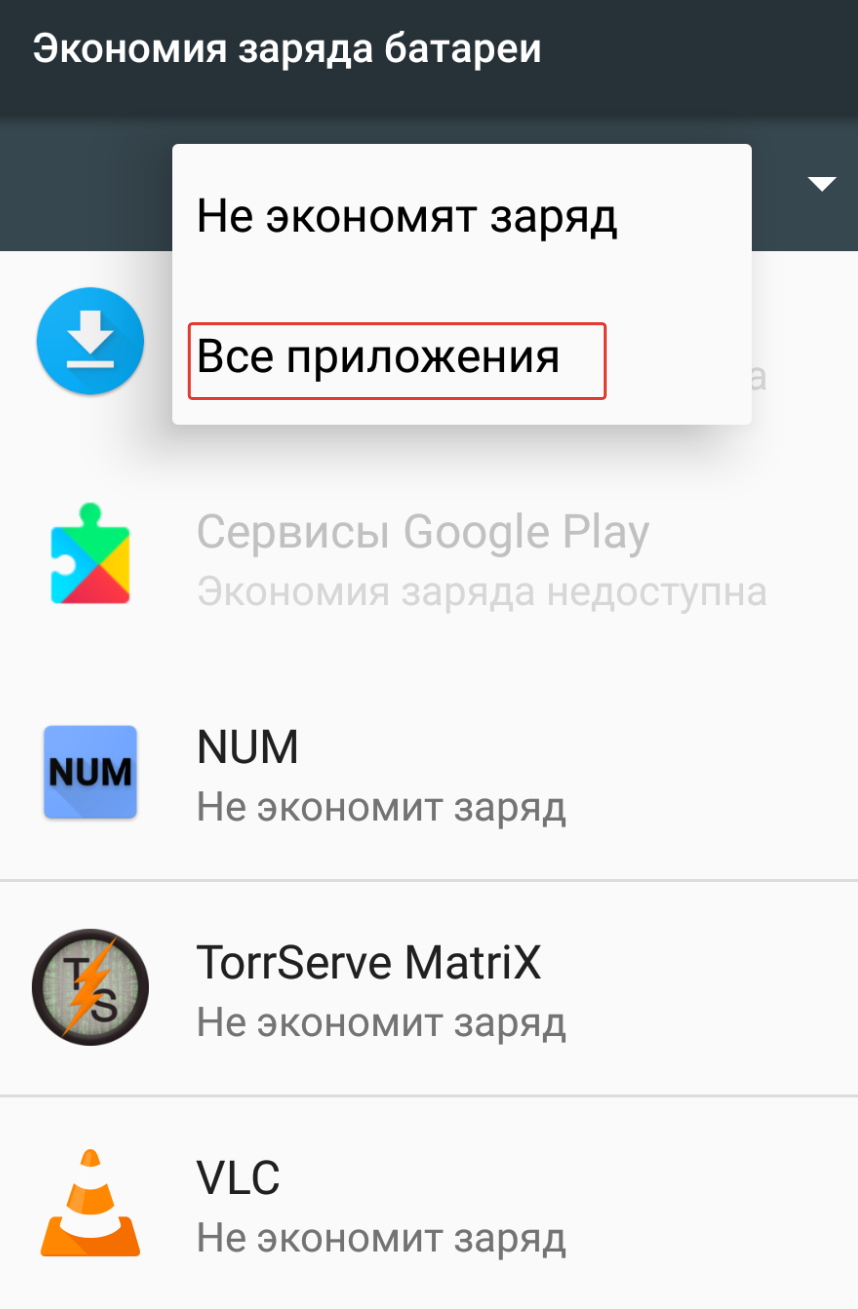 Экономия заряда батареи
Не экономят заряд
Все приложения
а
Сервисы Google Play
Экономия заряда недоступна
NUM
NUM
Не экономит заряд
TS
TorrServe MatriX
Не экономит заряд
VLC
Не экономит заряд